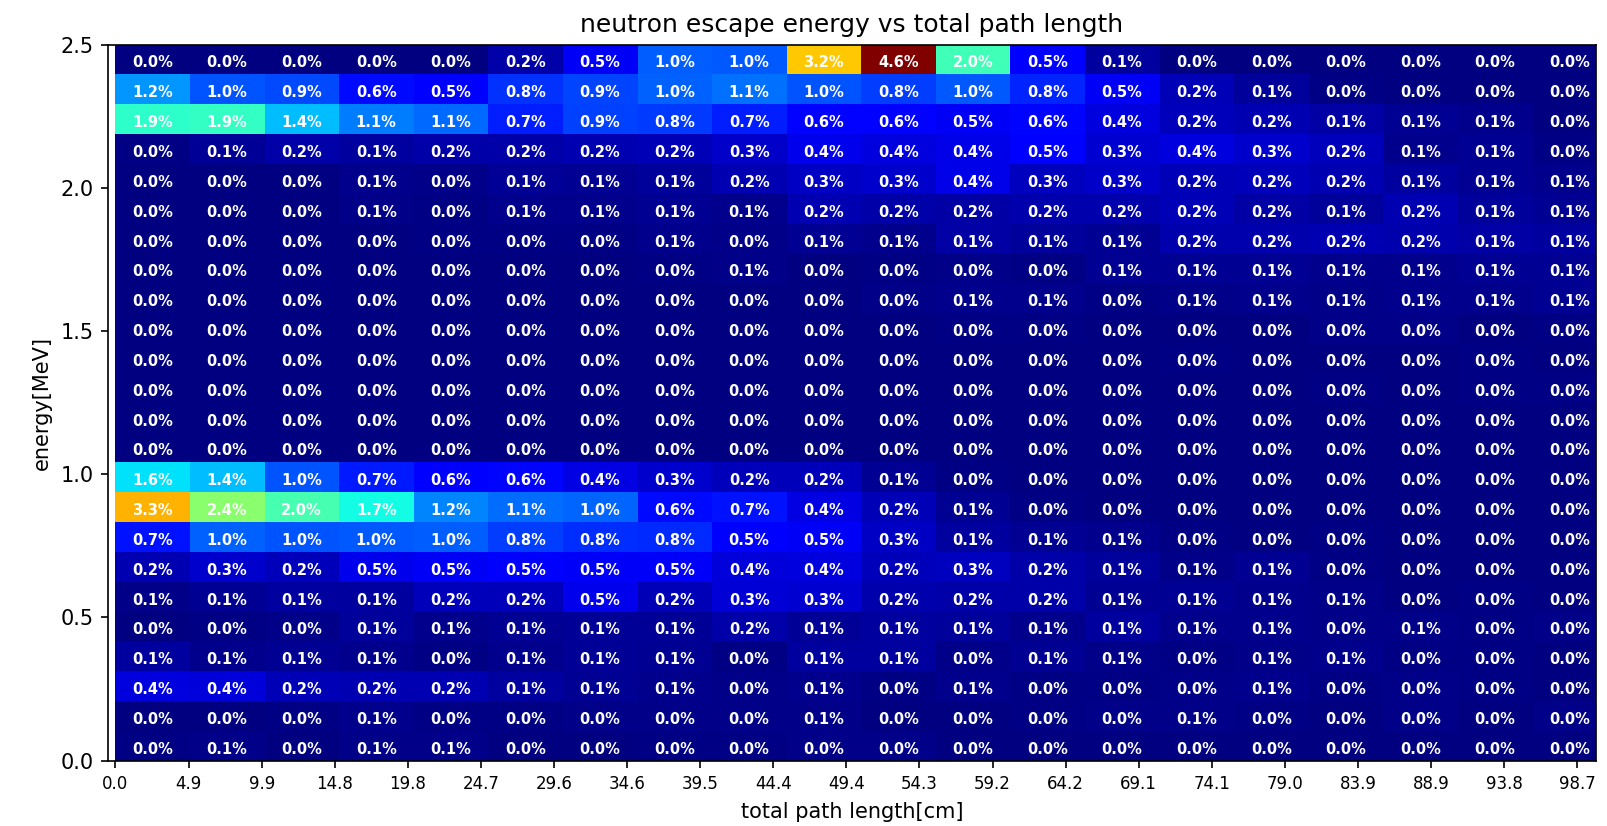 neutron escape energy vs total path length
2.5
0.0% 0.0% 0.0% 0.0% 0.0% 0.2% 0.5% 1.0% 1.0% 3.2% 4.6% 2.0% 0.5% 0.1% 0.0% 0.0% 0.0% 0.0% 0.0% 0.0%
1.2% 1.0% 0.9% 0.6% 0.5% 0.8% 0.9% 1.0% 1.1% 1.0% 0.8% 1.0% 0.8% 0.5% 0.2% 0.1% 0.0% 0.0% 0.0% 0.0%
1.9% 1.9% 1.4% 1.1% 1.1% 0.7% 0.9% 0.8% 0.7% 0.6% 0.6% 0.5% 0.6% 0.4% 0.2% 0.2% 0.1% 0.1% 0.1% 0.0%
0.0% 0.1% 0.2% 0.1% 0.2% 0.2% 0.2% 0.2% 0.3% 0.4% 0.4% 0.4% 0.5% 0.3% 0.4% 0.3% 0.2% 0.1% 0.1% 0.0%
2.0 0.0% 0.0% 0.0% 0.1% 0.0% 0.1% 0.1% 0.1% 0.2% 0.3% 0.3% 0.4% 0.3% 0.3% 0.2% 0.2% 0.2% 0.1% 0.1% 0.1%
0.0% 0.0% 0.0% 0.1% 0.0% 0.1% 0.1% 0.1% 0.1% 0.2% 0.2% 0.2% 0.2% 0.2% 0.2% 0.2% 0.1% 0.2% 0.1% 0.1%
0.0% 0.0% 0.0% 0.0% 0.0% 0.0% 0.0% 0.1% 0.0% 0.1% 0.1% 0.1% 0.1% 0.1% 0.2% 0.2% 0.2% 0.2% 0.1% 0.1%
0.0% 0.0% 0.0% 0.0% 0.0% 0.0% 0.0% 0.0% 0.1% 0.0% 0.0% 0.0% 0.0% 0.1% 0.1% 0.1% 0.1% 0.1% 0.1% 0.1%
0.0% 0.0% 0.0% 0.0% 0.0% 0.0% 0.0% 0.0% 0.0% 0.0% 0.0% 0.1% 0.1% 0.0% 0.1% 0.1% 0.1% 0.1% 0.1% 0.1%
1.5 0.0% 0.0% 0.0% 0.0% 0.0% 0.0% 0.0% 0.0% 0.0% 0.0% 0.0% 0.0% 0.0% 0.0% 0.0% 0.0% 0.0% 0.0% 0.0% 0.0%
0.0% 0.0% 0.0% 0.0% 0.0% 0.0% 0.0% 0.0% 0.0% 0.0% 0.0% 0.0% 0.0% 0.0% 0.0% 0.0% 0.0% 0.0% 0.0% 0.0%
0.0% 0.0% 0.0% 0.0% 0.0% 0.0% 0.0% 0.0% 0.0% 0.0% 0.0% 0.0% 0.0% 0.0% 0.0% 0.0% 0.0% 0.0% 0.0% 0.0%
0.0% 0.0% 0.0% 0.0% 0.0% 0.0% 0.0% 0.0% 0.0% 0.0% 0.0% 0.0% 0.0% 0.0% 0.0% 0.0% 0.0% 0.0% 0.0% 0.0%
0.0% 0.0% 0.0% 0.0% 0.0% 0.0% 0.0% 0.0% 0.0% 0.0% 0.0% 0.0% 0.0% 0.0% 0.0% 0.0% 0.0% 0.0% 0.0% 0.0%
1.0 1.6% 1.4% 1.0% 0.7% 0.6% 0.6% 0.4% 0.3% 0.2% 0.2% 0.1% 0.0% 0.0% 0.0% 0.0% 0.0% 0.0% 0.0% 0.0% 0.0%
3.3% 2.4% 2.0% 1.7% 1.2% 1.1% 1.0% 0.6% 0.7% 0.4% 0.2% 0.1% 0.0% 0.0% 0.0% 0.0% 0.0% 0.0% 0.0% 0.0%
0.7% 1.0% 1.0% 1.0% 1.0% 0.8% 0.8% 0.8% 0.5% 0.5% 0.3% 0.1% 0.1% 0.1% 0.0% 0.0% 0.0% 0.0% 0.0% 0.0%
0.2% 0.3% 0.2% 0.5% 0.5% 0.5% 0.5% 0.5% 0.4% 0.4% 0.2% 0.3% 0.2% 0.1% 0.1% 0.1% 0.0% 0.0% 0.0% 0.0%
0.1% 0.1% 0.1% 0.1% 0.2% 0.2% 0.5% 0.2% 0.3% 0.3% 0.2% 0.2% 0.2% 0.1% 0.1% 0.1% 0.1% 0.0% 0.0% 0.0%
0.5 0.0% 0.0% 0.0% 0.1% 0.1% 0.1% 0.1% 0.1% 0.2% 0.1% 0.1% 0.1% 0.1% 0.1% 0.1% 0.1% 0.0% 0.1% 0.0% 0.0%
0.1% 0.1% 0.1% 0.1% 0.0% 0.1% 0.1% 0.1% 0.0% 0.1% 0.1% 0.0% 0.1% 0.1% 0.0% 0.1% 0.1% 0.0% 0.0% 0.0%
0.4% 0.4% 0.2% 0.2% 0.2% 0.1% 0.1% 0.1% 0.0% 0.1% 0.0% 0.1% 0.0% 0.0% 0.0% 0.1% 0.0% 0.0% 0.0% 0.0%
0.0% 0.0% 0.0% 0.1% 0.0% 0.0% 0.0% 0.0% 0.0% 0.1% 0.0% 0.0% 0.0% 0.0% 0.1% 0.0% 0.0% 0.0% 0.0% 0.0%
0.0% 0.1% 0.0% 0.1% 0.1% 0.0% 0.0% 0.0% 0.0% 0.0% 0.0% 0.0% 0.0% 0.0% 0.0% 0.0% 0.0% 0.0% 0.0% 0.0%
0.0
energy[MeV]
0.0 4.9 9.9 14.8 19.8 24.7 29.6 34.6 39.5 44.4 49.4 54.3 59.2 64.2 69.1 74.1 79.0 83.9 88.9 93.8 98.7
total path length[cm]